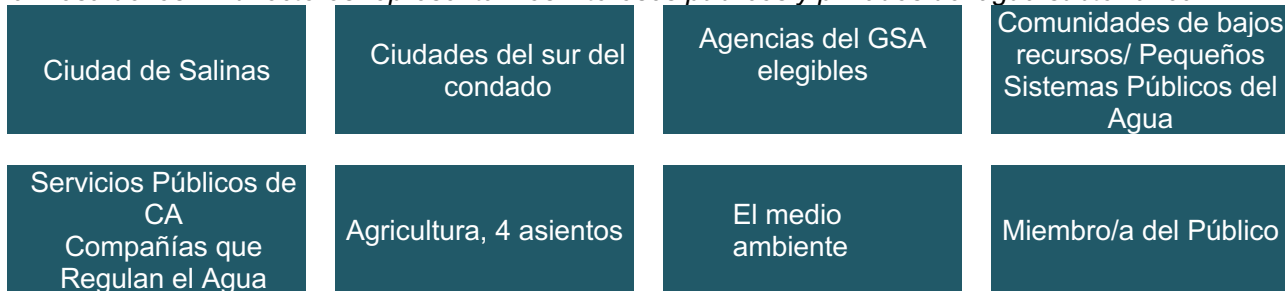 Ciudad de Salinas
Ciudades del sur del
condado
Agencias del GSA
elegibles
Comunidades de bajos
recursos/ Pequeños
Sistemas Públicos del
Agua
Servicios Públicos de
CA
Compañías que
Regulan el Agua
Agricultura, 4 asientos
El medio
ambiente
Miembro/a del Público